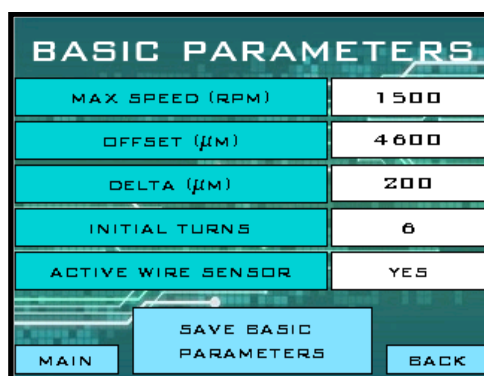 BASIC PARAMETERS
MAX SPEED (RPM) 1500
OFFSET (μM) 4600
DELTA (μM) 200
INITIAL TURNS 6
ACTIVE WIRE SENSOR YES
SAVE BASIC
PARAMETERS
MAIN
BACK